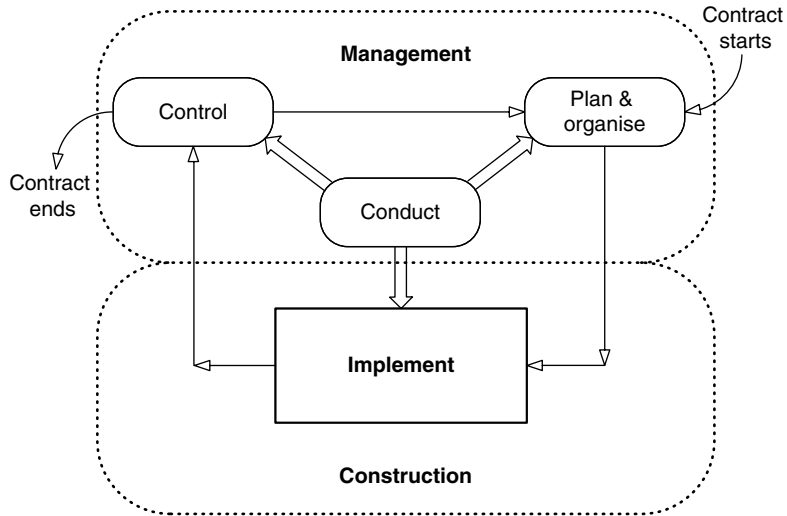 Contract
starts
Management
Control
Plan &
organise
Contract
ends
Conduct
Implement
Construction